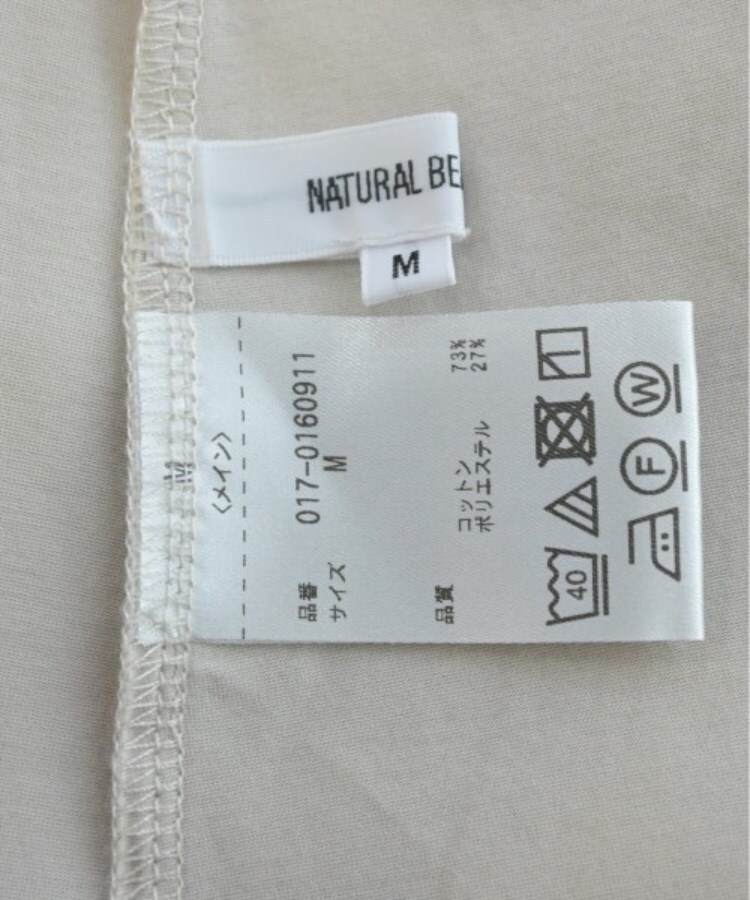 NATURAL BE
M
〈メイン〉
品番 017-0160911
サイズ M
品質 コットン 73%
ポリエステル 27%
40
F
W